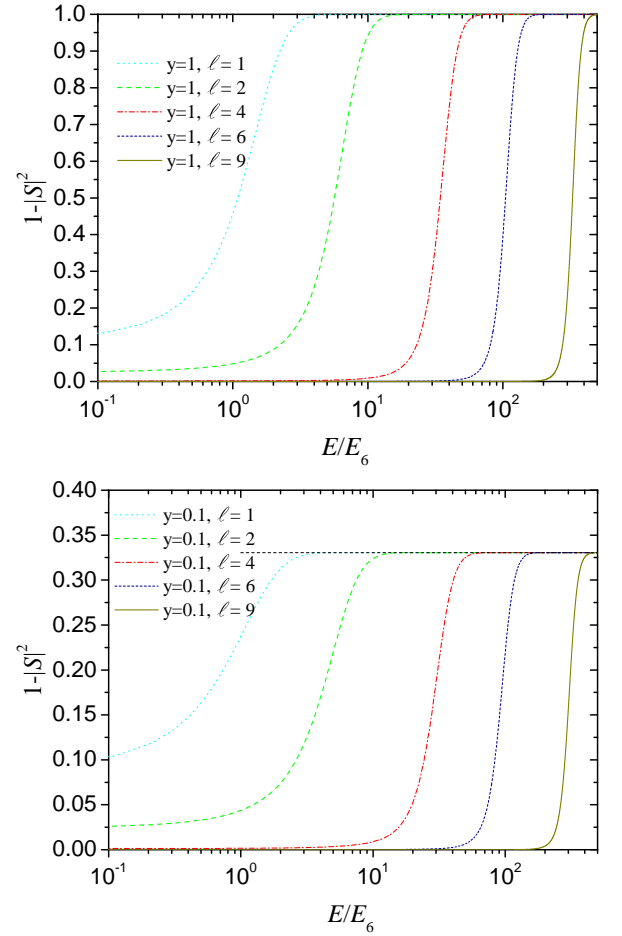 1.0
0.9
0.8
0.7
0.6
0.5
0.4
0.3
0.2
0.1
0.0
1-|S|²
y=1, ℓ = 1
y=1, ℓ = 2
y=1, ℓ = 4
y=1, ℓ = 6
y=1, ℓ = 9
10⁻¹ 10⁰ 10¹ 10²
E/E₆
0.40
0.35
0.30
0.25
0.20
0.15
0.10
0.05
0.00
1-|S|²
y=0.1, ℓ = 1
y=0.1, ℓ = 2
y=0.1, ℓ = 4
y=0.1, ℓ = 6
y=0.1, ℓ = 9
10⁻¹ 10⁰ 10¹ 10²
E/E₆